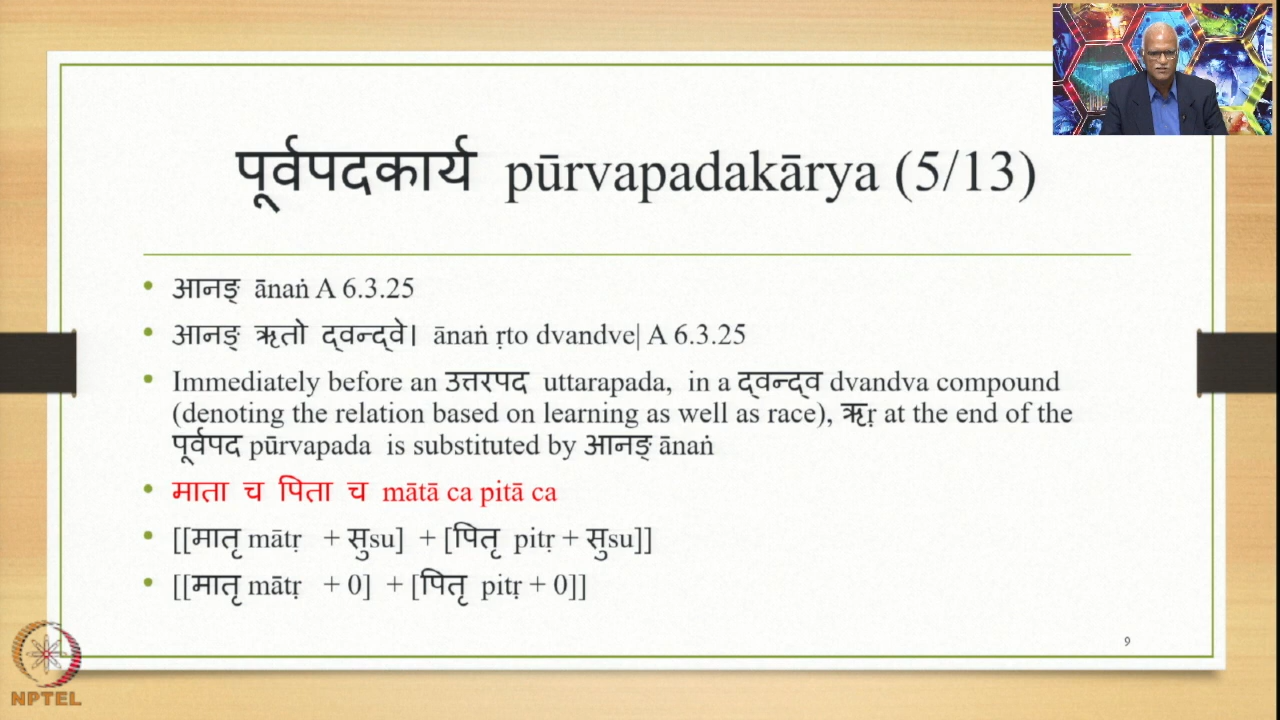 पूर्वपदकार्य pūrvapadakārya (5/13)
आनङ् ānaṅ A 6.3.25
आनङ् ऋतो द्वन्द्वे। ānaṅ ṛto dvandve| A 6.3.25
Immediately before an उत्तरपद uttarapada, in a द्वन्द्व dvandva compound
(denoting the relation based on learning as well as race), ऋṛ at the end of the
पूर्वपद pūrvapada is substituted by आनङ् ānaṅ
माता च पिता च mātā ca pitā ca
[[मातृ mātṛ + सुsu] + [पितृ pitṛ + सुsu]]
[[मातृ mātṛ + 0] + [पितृ pitṛ + 0]]
9
NPTEL